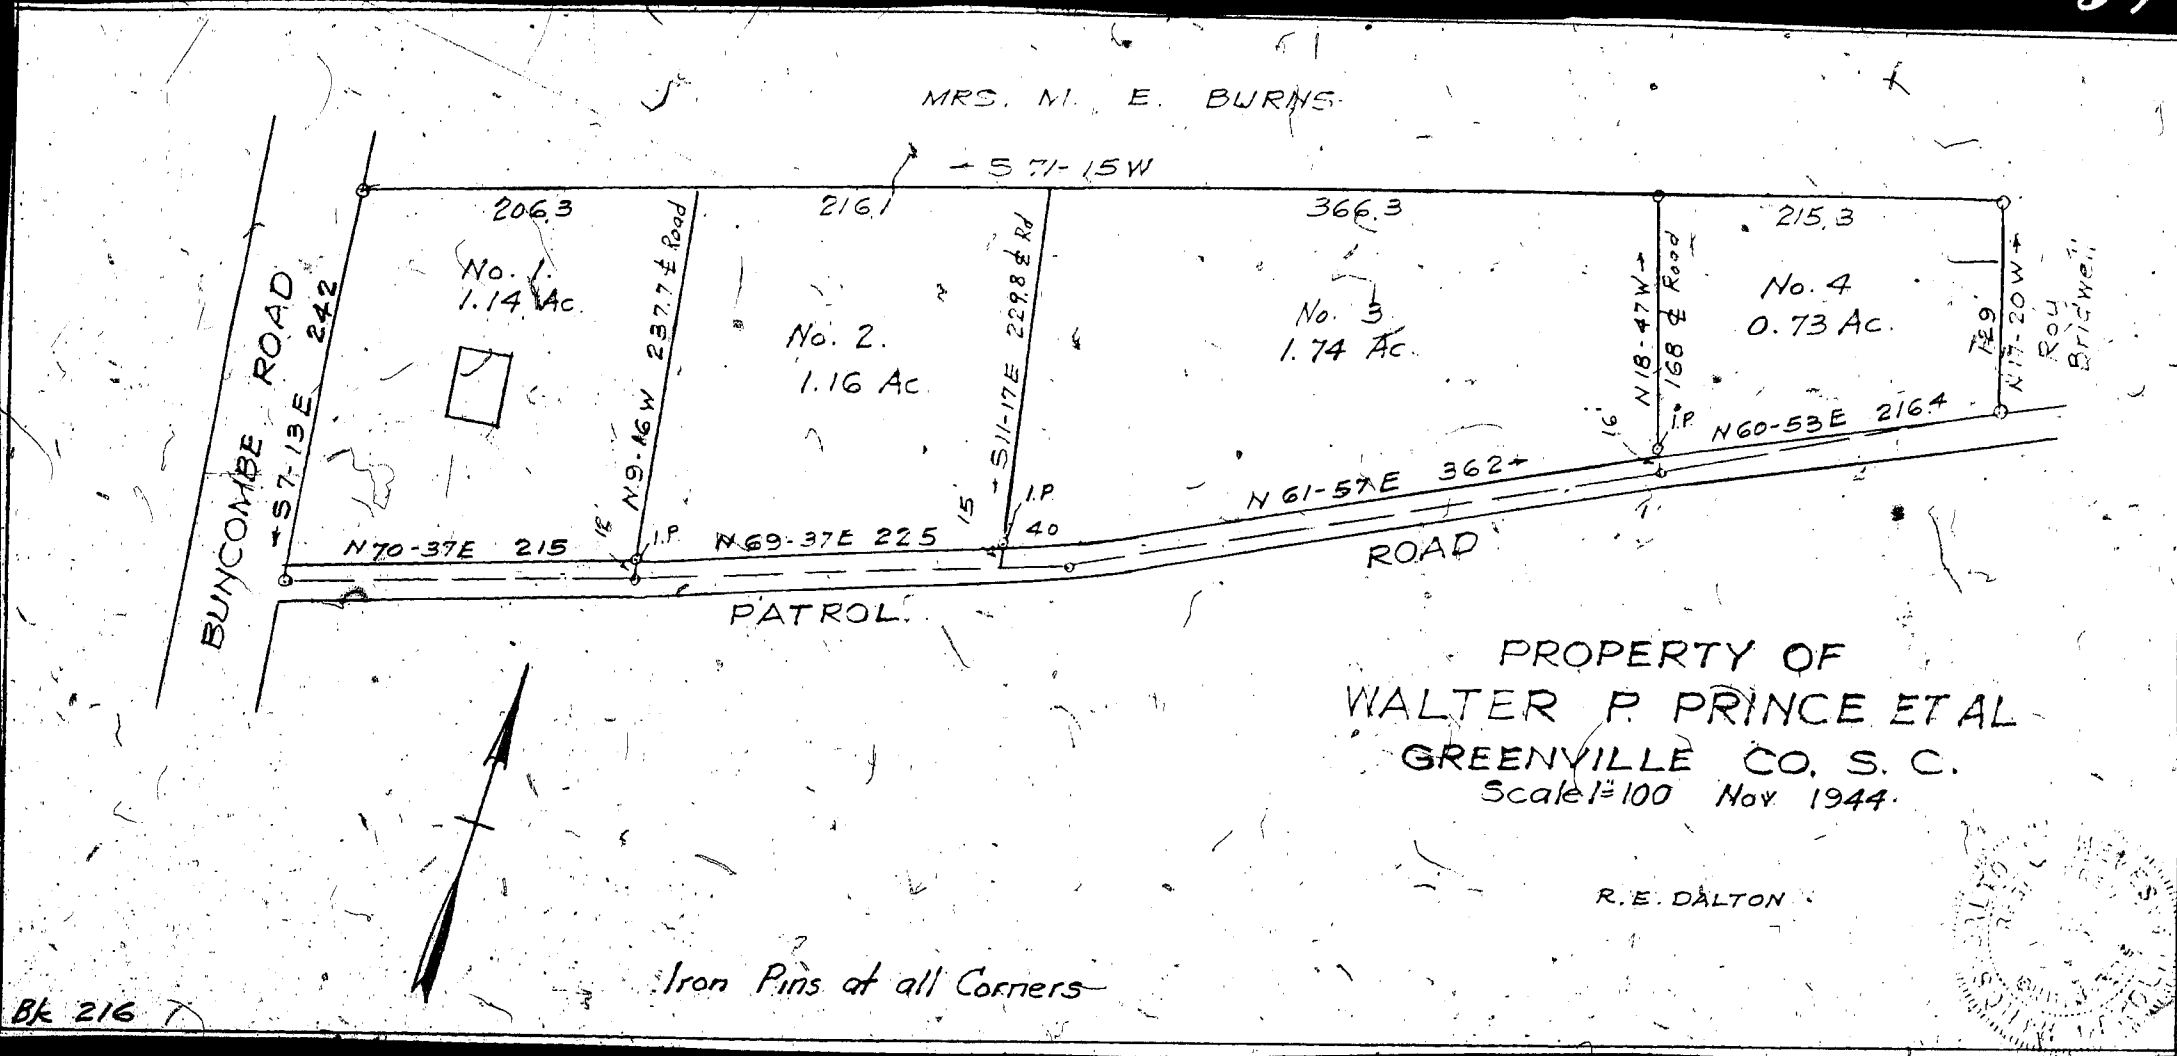 MRS. M. E. BURNS
S 71-15 W
206.3
216.1
366.3
215.3
No. 1.
1.14 Ac.
No. 2.
1.16 Ac.
No. 3
1.74 Ac.
No. 4
0.73 Ac.
BUNCOMBE ROAD
S 7-13 E 242
237.7 ¢ Road
S 11-17 E 229.8 ¢ Rd
N 18-47 W
168 ¢ Road
129'
N 17-20 W
Roy
Bridwell
N 70-37 E 215
18'
I.P.
N 69-37 E 225
15'
I.P.
40
N 61-57 E 362
16'
I.P.
N 60-53 E 216.4
PATROL ROAD
PROPERTY OF
WALTER P. PRINCE ET AL
GREENVILLE CO. S. C.
Scale 1"=100 Nov. 1944.
R. E. DALTON
Iron Pins at all Corners
Bk 216